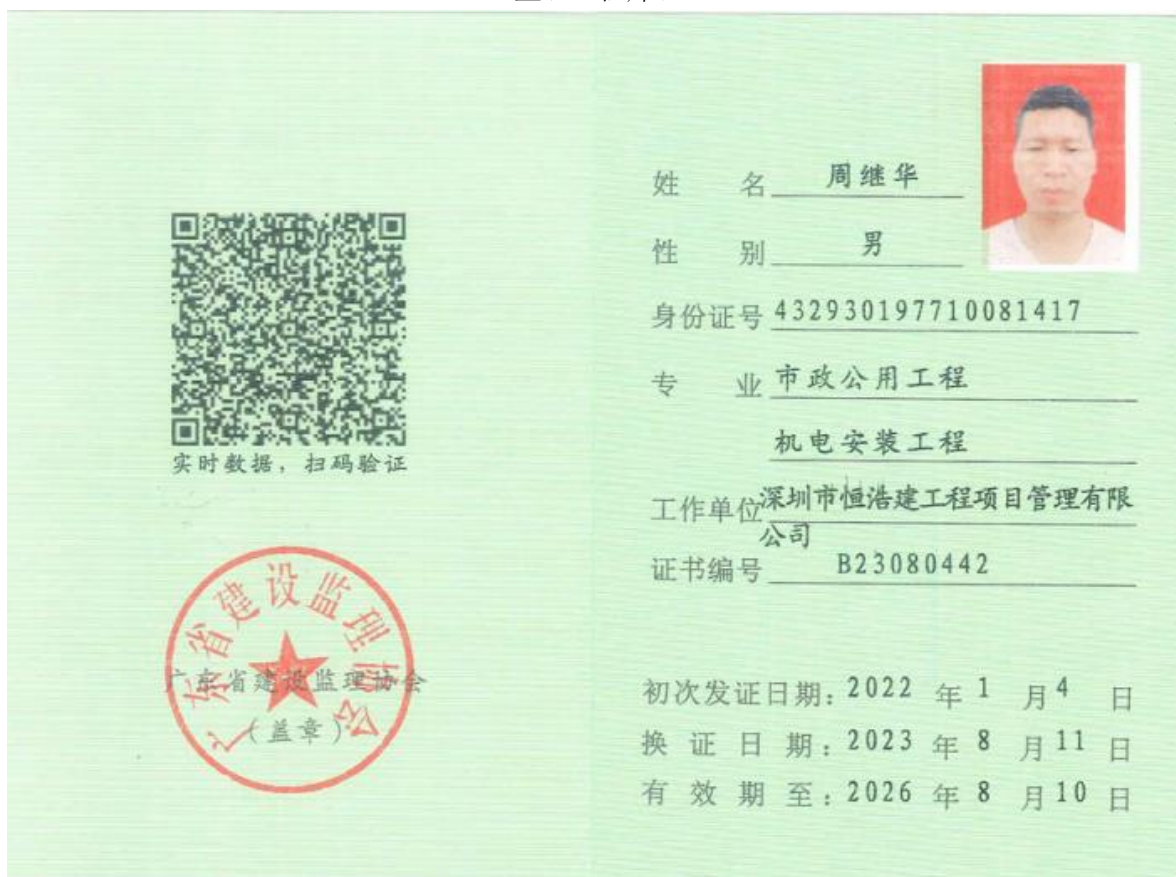 姓 名 周继华
性 别 男
身份证号 432930197710081417
专 业 市政公用工程
机电安装工程
工作单位 深圳市恒浩建工程项目管理有限
公司
证书编号 B23080442
初次发证日期：2022 年 1 月 4 日
换 证 日 期：2023 年 8 月 11 日
有 效 期 至：2026 年 8 月 10 日
实时数据，扫码验证
广东省建设监理协会
广东省建设监理协会
（盖章）